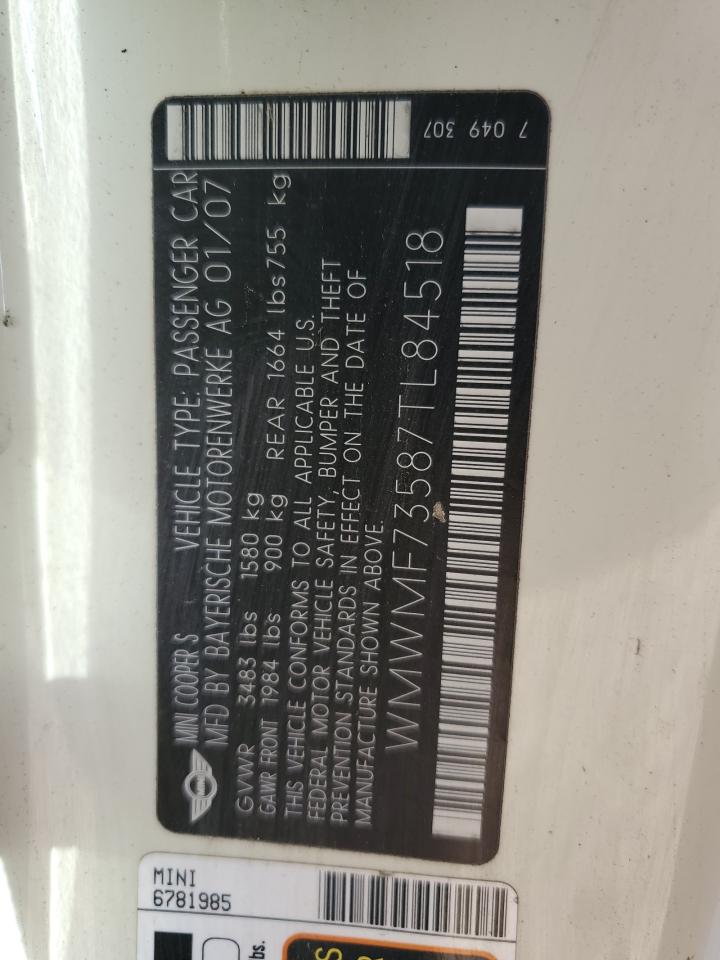 MINI COOPER S VEHICLE TYPE: PASSENGER CAR
MFD BY BAYERISCHE MOTORENWERKE AG 01/07
GVWR 3483 lbs 1580 kg
GAWR FRONT 1984 lbs 900 kg REAR 1664 lbs 755 kg
THIS VEHICLE CONFORMS TO ALL APPLICABLE U.S.
FEDERAL MOTOR VEHICLE SAFETY, BUMPER AND THEFT
PREVENTION STANDARDS IN EFFECT ON THE DATE OF
MANUFACTURE SHOWN ABOVE.
WMWMF73587TL84518
7 049 307
MINI
6781985
lbs.